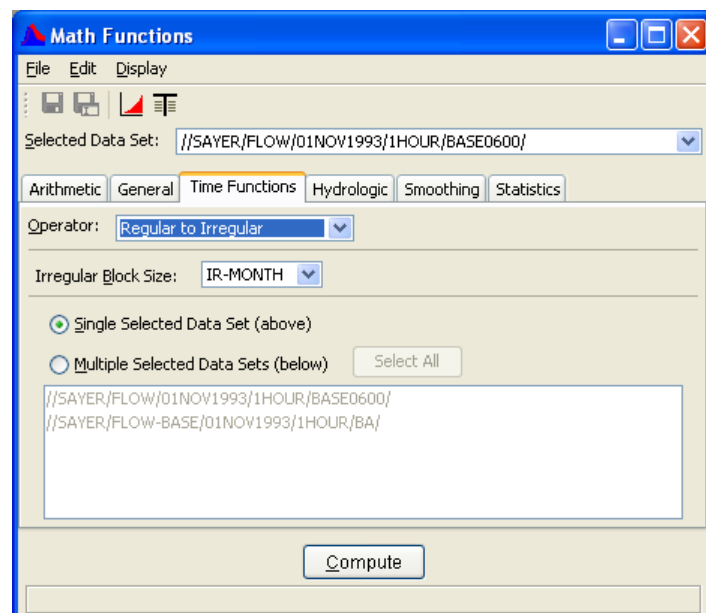 Math Functions
File Edit Display
Selected Data Set: //SAYER/FLOW/01NOV1993/1HOUR/BASE0600/
Arithmetic General Time Functions Hydrologic Smoothing Statistics
Operator: Regular to Irregular
Irregular Block Size: IR-MONTH
Single Selected Data Set (above)
Multiple Selected Data Sets (below) Select All
//SAYER/FLOW/01NOV1993/1HOUR/BASE0600/
//SAYER/FLOW-BASE/01NOV1993/1HOUR/BA/
Compute